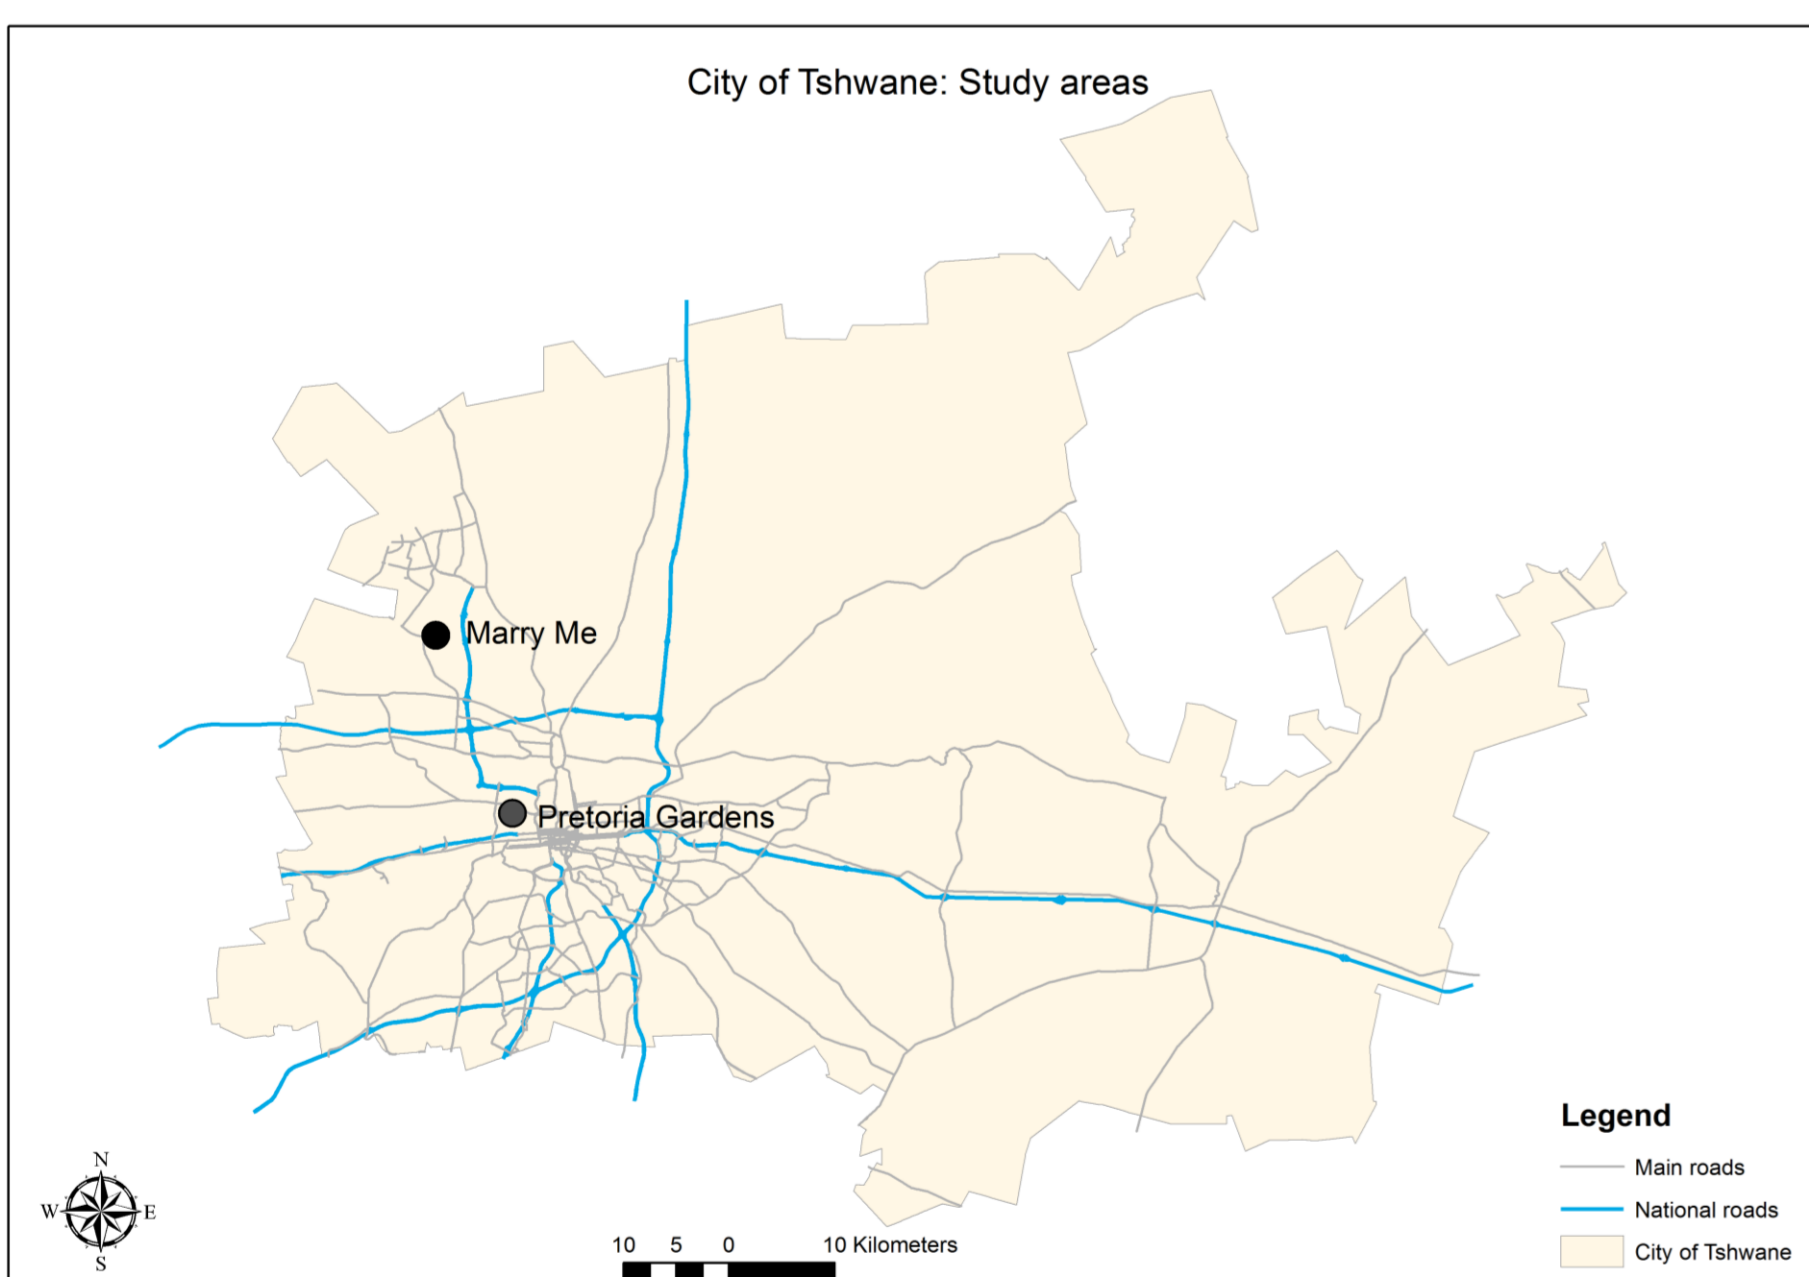 City of Tshwane: Study areas
Marry Me
Pretoria Gardens
N
W E
S
10 5 0 10 Kilometers
Legend
Main roads
National roads
City of Tshwane